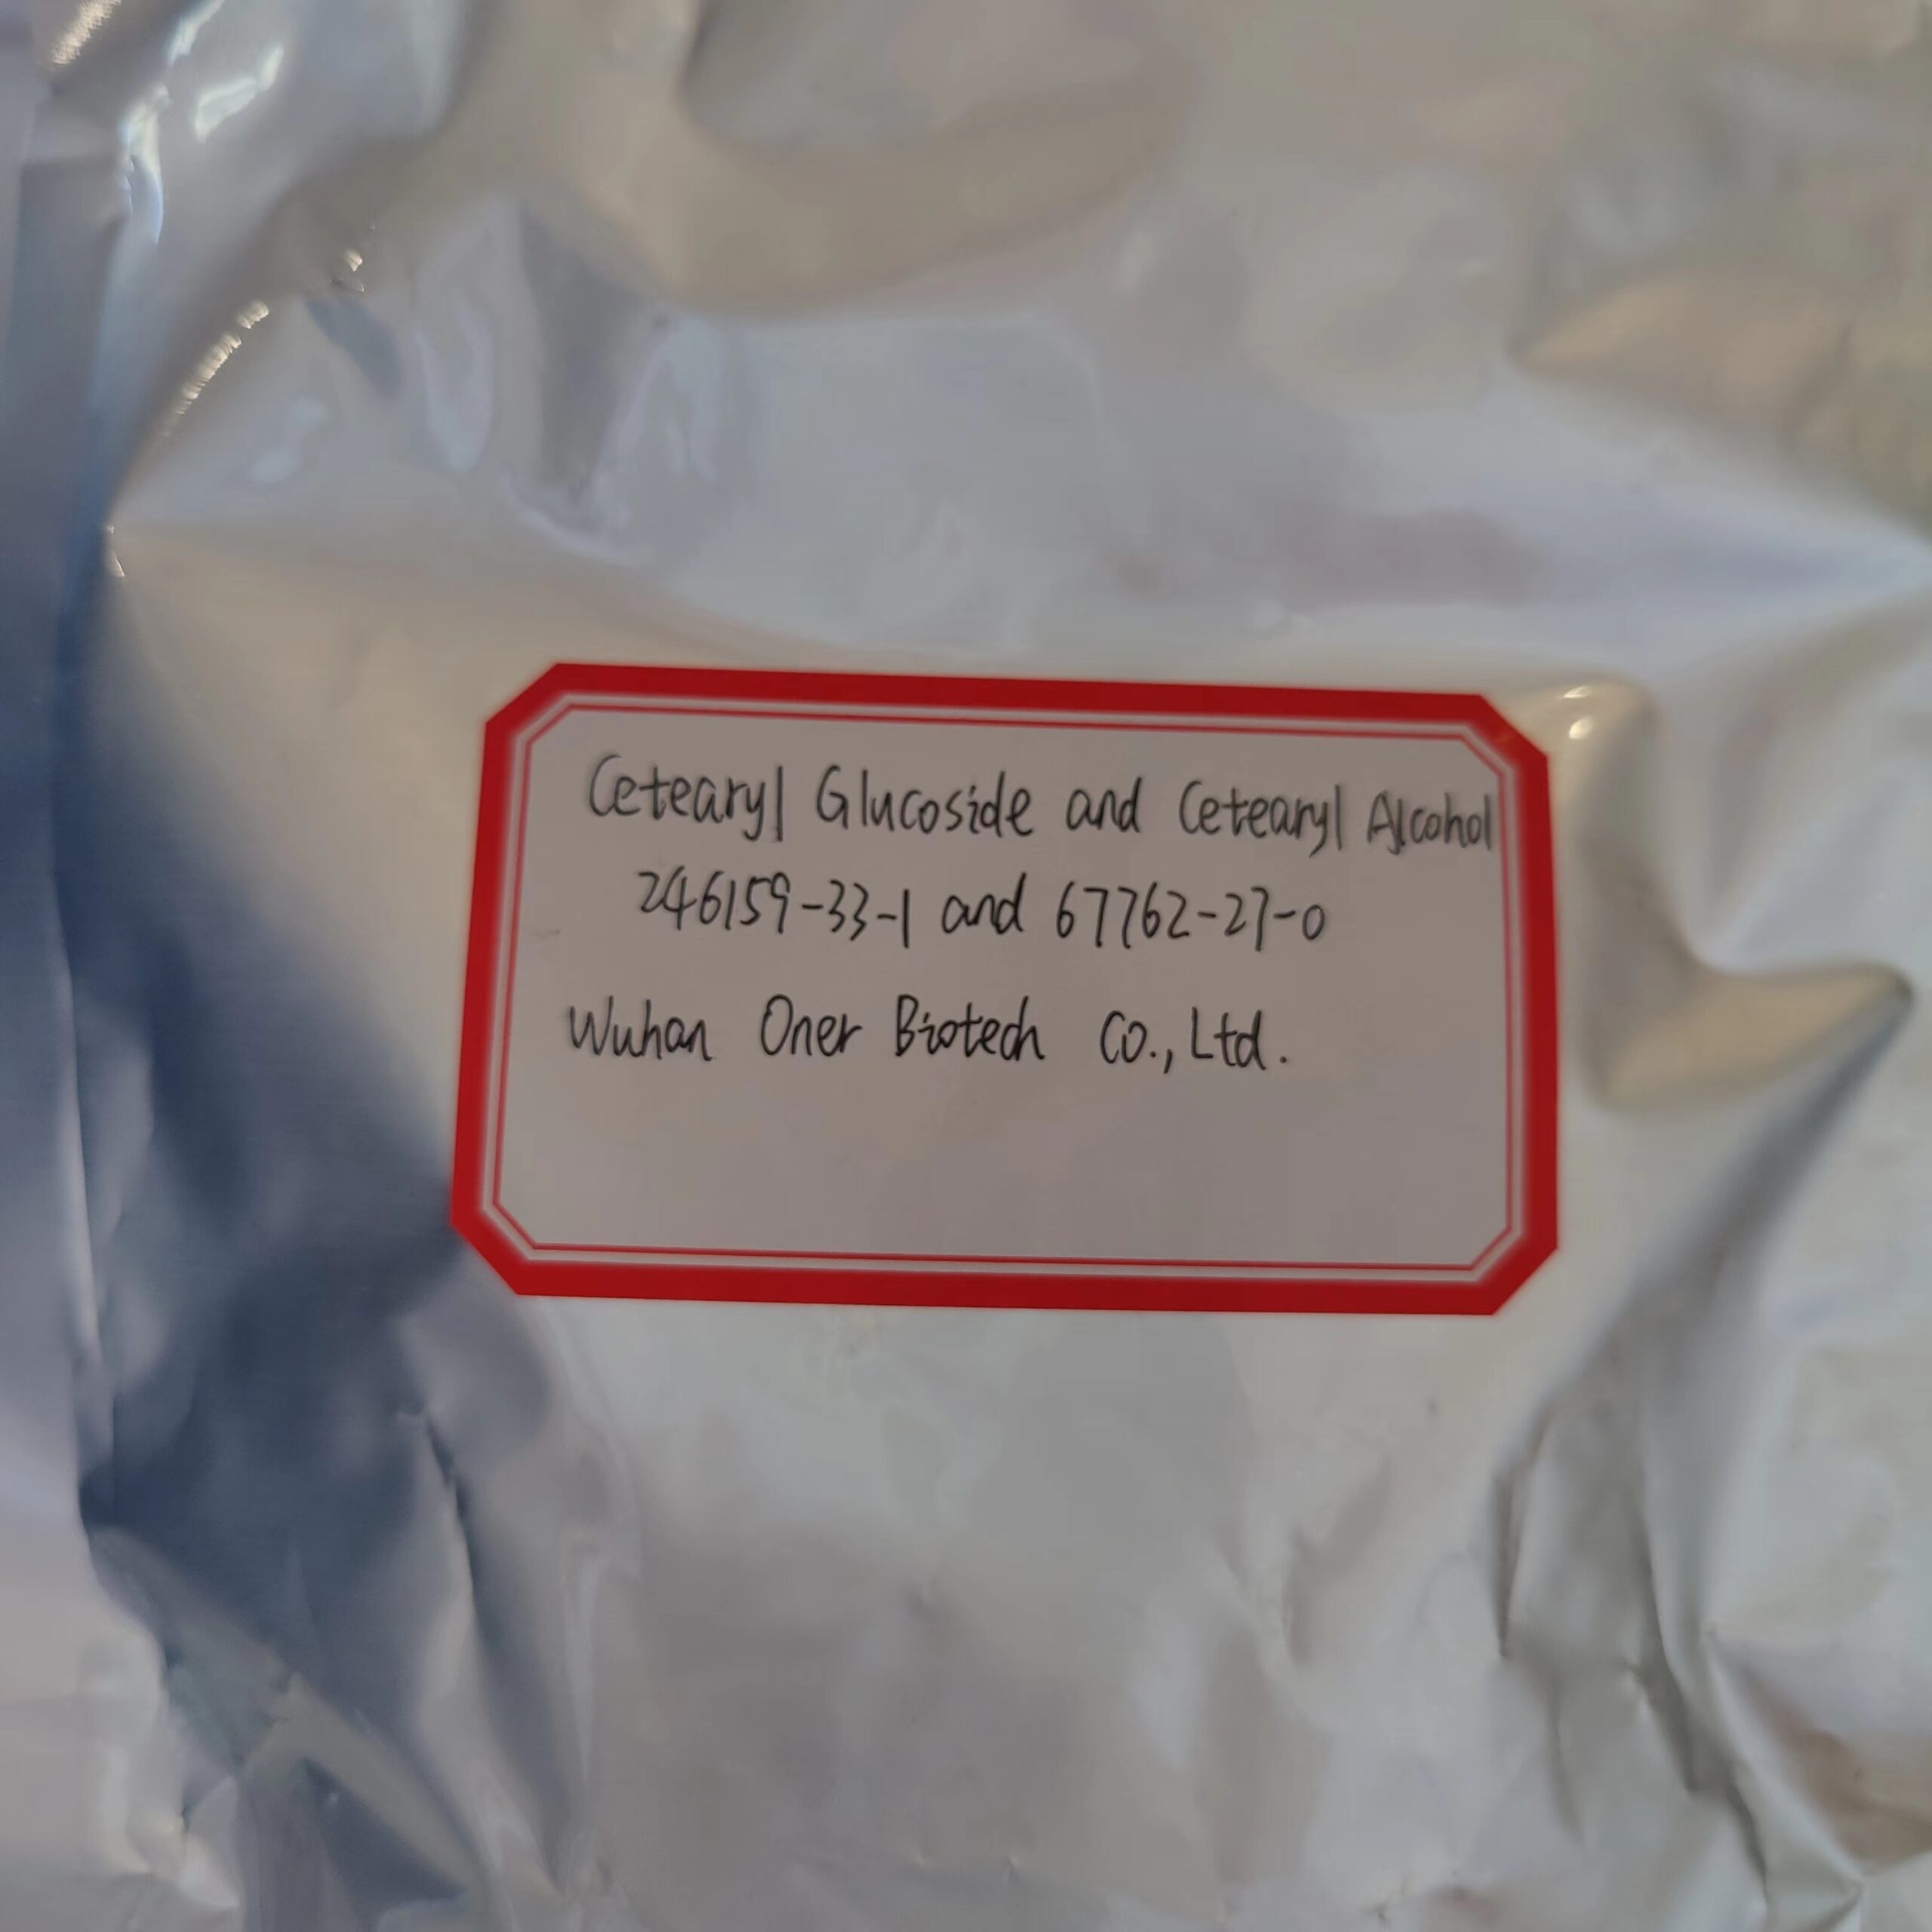 Cetearyl Glucoside and Cetearyl Alcohol
246159-33-1 and 67762-27-0
Wuhan Oner Biotech Co., Ltd.